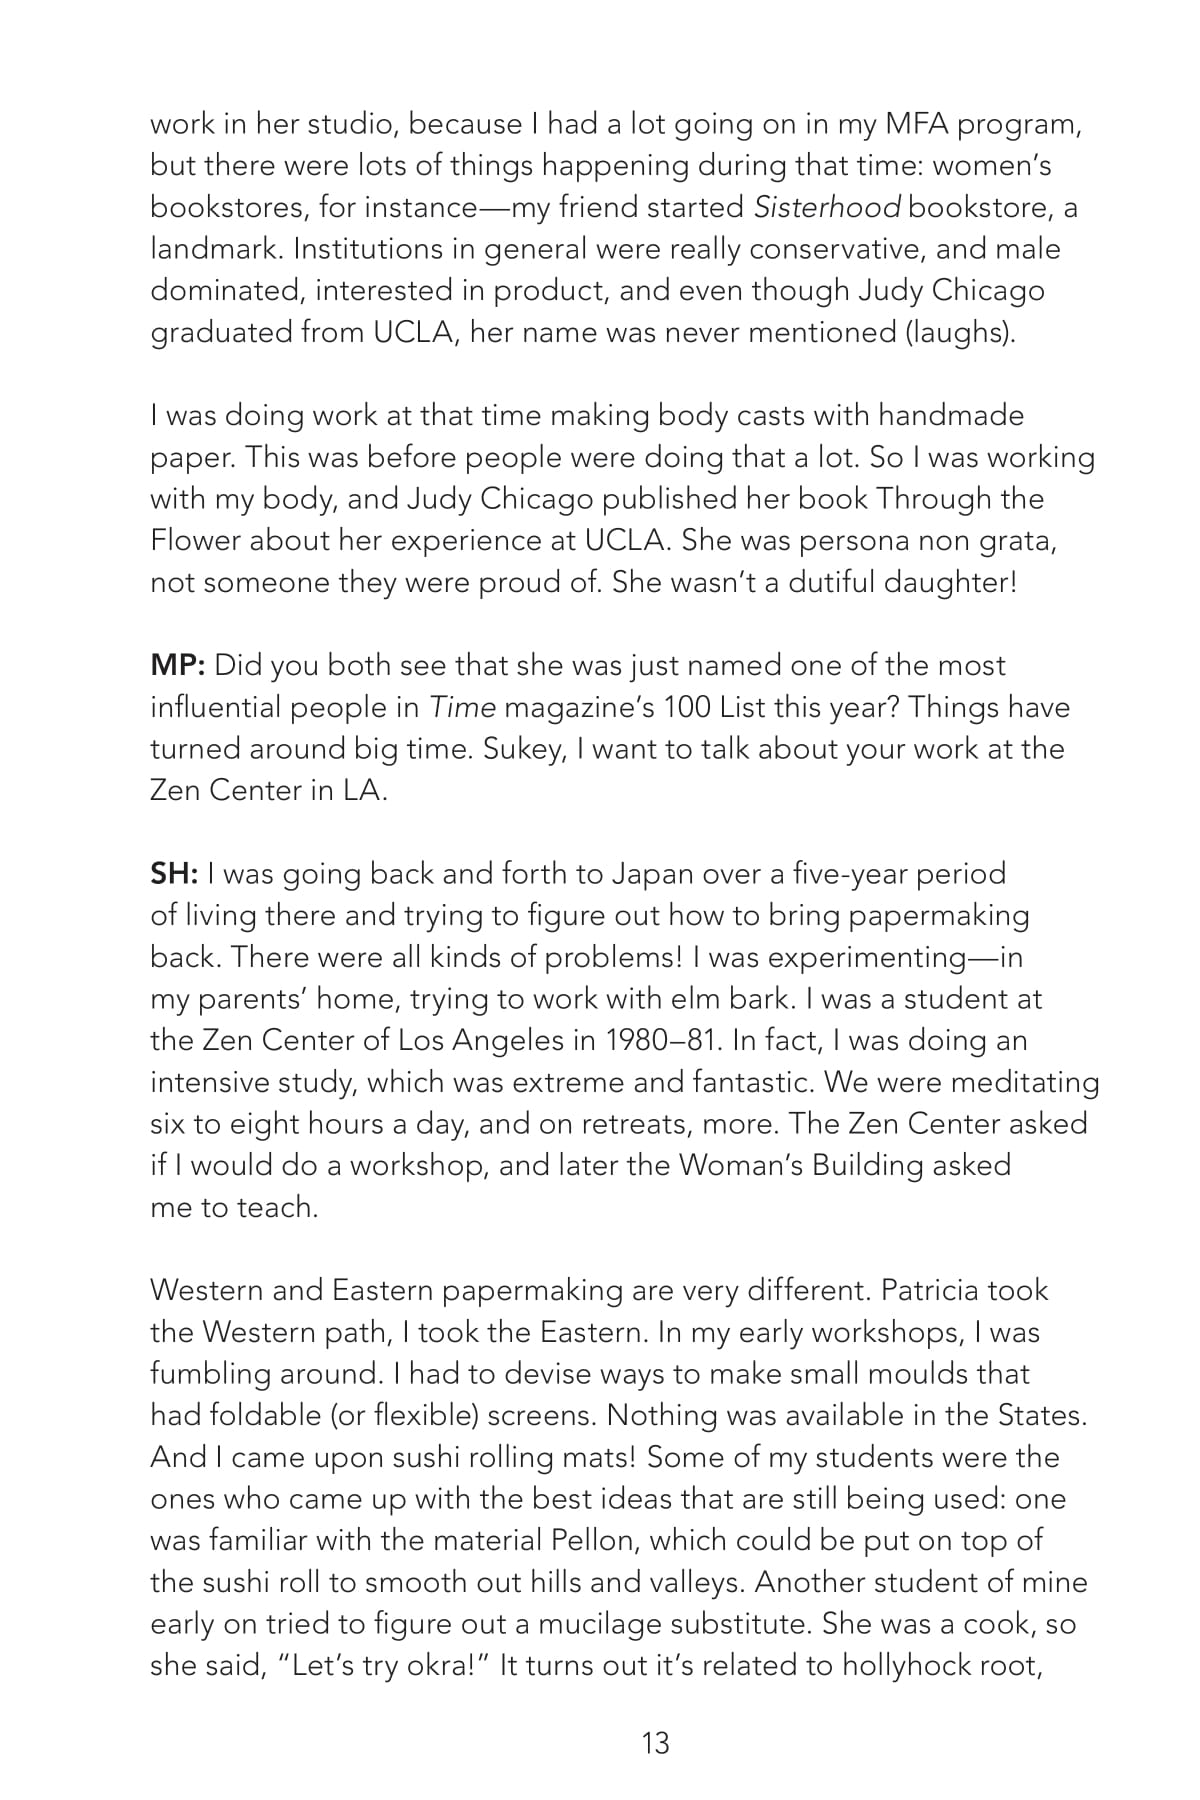 work in her studio, because I had a lot going on in my MFA program,
but there were lots of things happening during that time: women’s
bookstores, for instance—my friend started Sisterhood bookstore, a
landmark. Institutions in general were really conservative, and male
dominated, interested in product, and even though Judy Chicago
graduated from UCLA, her name was never mentioned (laughs).

I was doing work at that time making body casts with handmade
paper. This was before people were doing that a lot. So I was working
with my body, and Judy Chicago published her book Through the
Flower about her experience at UCLA. She was persona non grata,
not someone they were proud of. She wasn’t a dutiful daughter!

MP: Did you both see that she was just named one of the most
influential people in Time magazine’s 100 List this year? Things have
turned around big time. Sukey, I want to talk about your work at the
Zen Center in LA.

SH: I was going back and forth to Japan over a five-year period
of living there and trying to figure out how to bring papermaking
back. There were all kinds of problems! I was experimenting—in
my parents’ home, trying to work with elm bark. I was a student at
the Zen Center of Los Angeles in 1980–81. In fact, I was doing an
intensive study, which was extreme and fantastic. We were meditating
six to eight hours a day, and on retreats, more. The Zen Center asked
if I would do a workshop, and later the Woman’s Building asked
me to teach.

Western and Eastern papermaking are very different. Patricia took
the Western path, I took the Eastern. In my early workshops, I was
fumbling around. I had to devise ways to make small moulds that
had foldable (or flexible) screens. Nothing was available in the States.
And I came upon sushi rolling mats! Some of my students were the
ones who came up with the best ideas that are still being used: one
was familiar with the material Pellon, which could be put on top of
the sushi roll to smooth out hills and valleys. Another student of mine
early on tried to figure out a mucilage substitute. She was a cook, so
she said, “Let’s try okra!” It turns out it’s related to hollyhock root,

13